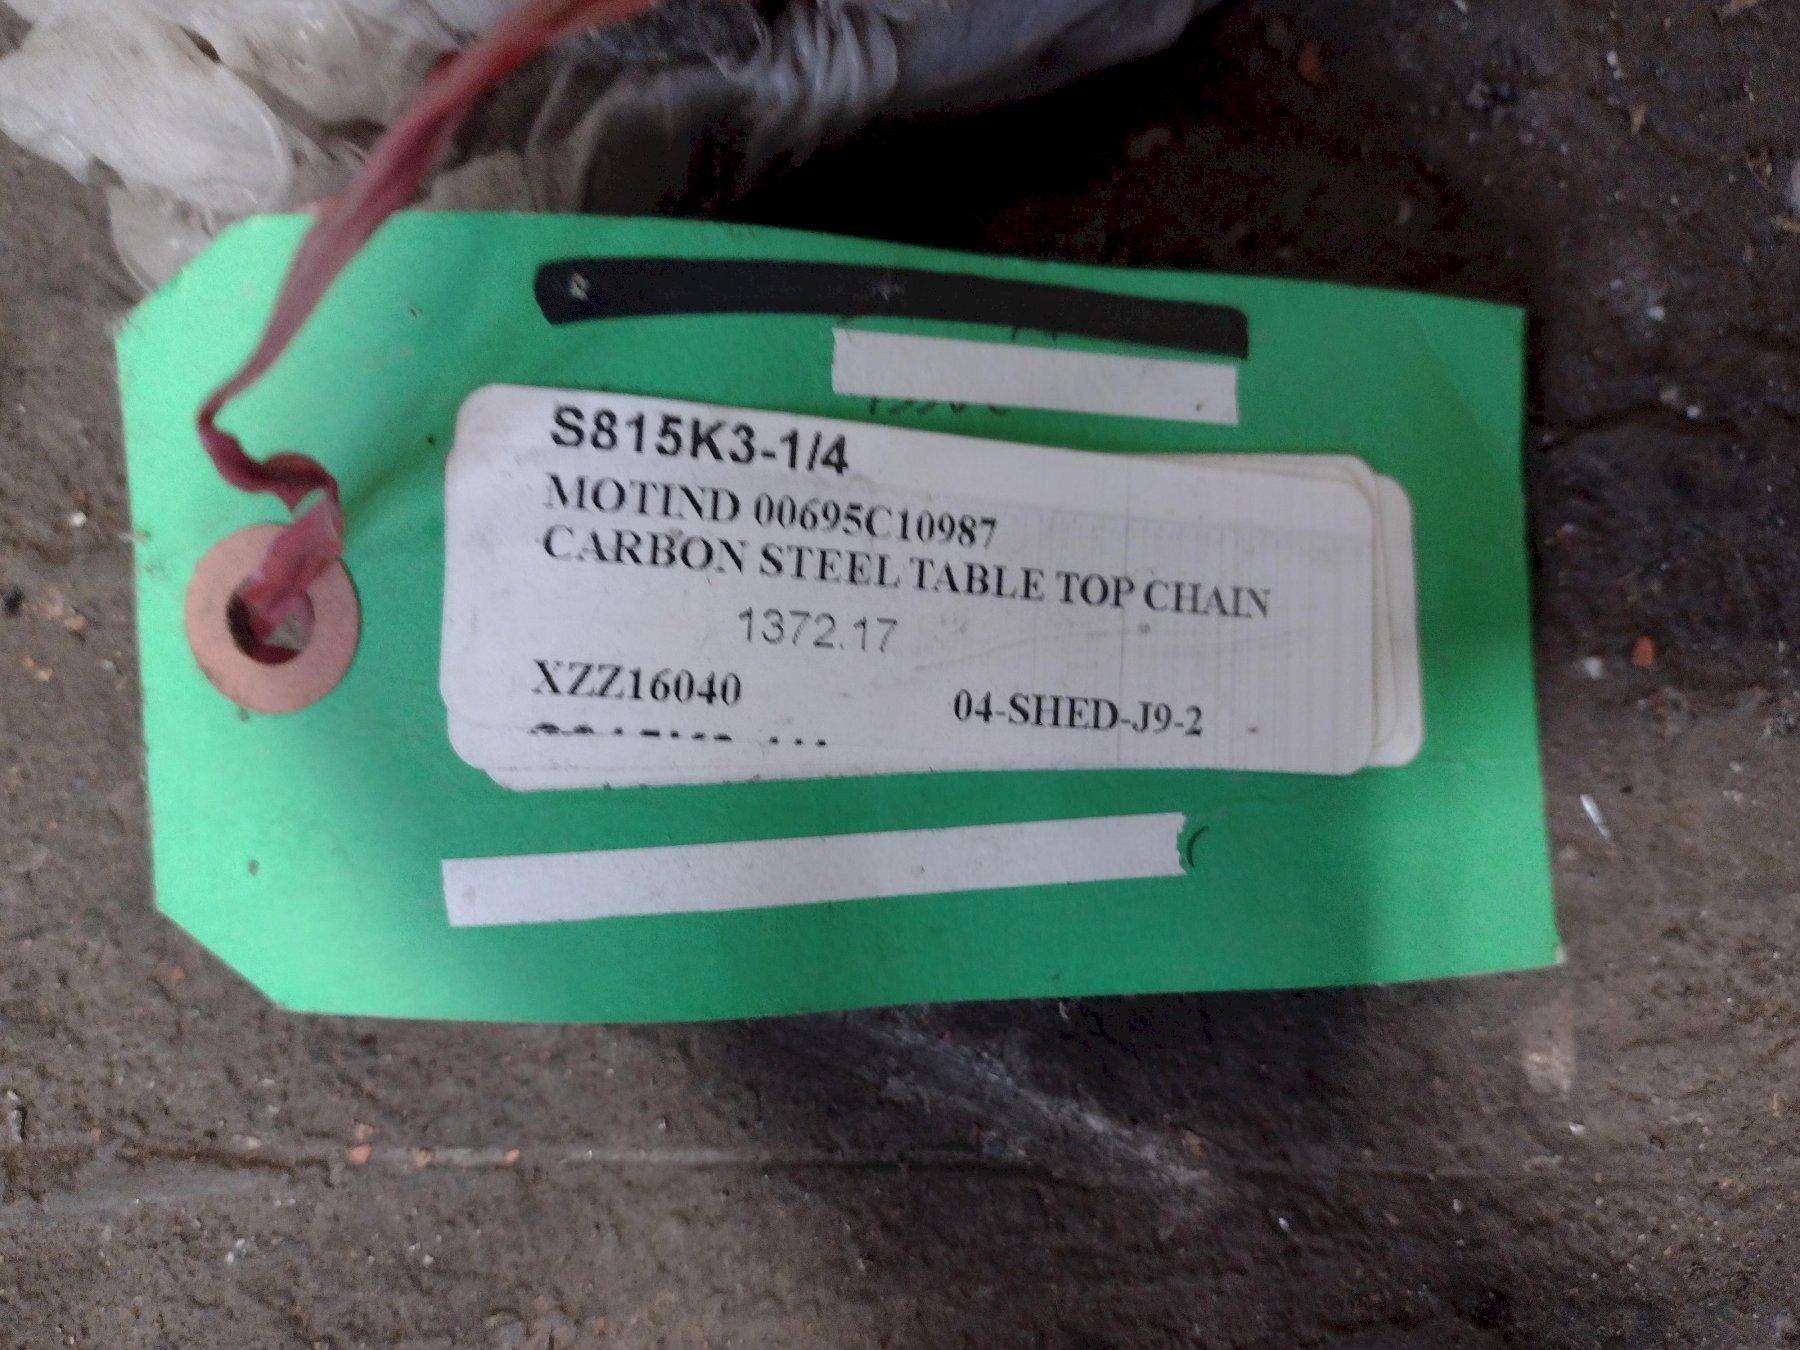 S815K3-1/4
MOTIND 00695C10987
CARBON STEEL TABLE TOP CHAIN
1372.17
XZZ16040 04-SHED-J9-2